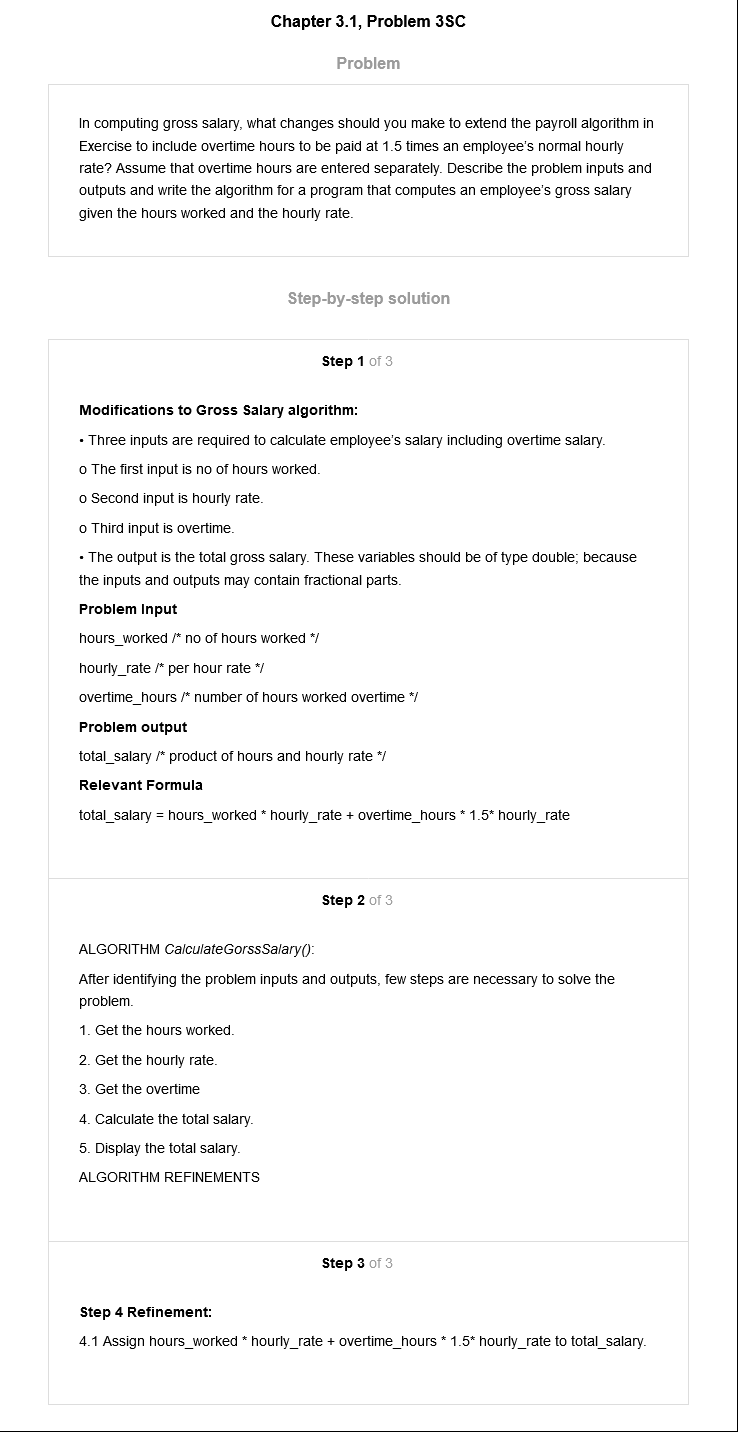 Chapter 3.1, Problem 3SC
Problem
In computing gross salary, what changes should you make to extend the payroll algorithm in
Exercise to include overtime hours to be paid at 1.5 times an employee's normal hourly
rate? Assume that overtime hours are entered separately. Describe the problem inputs and
outputs and write the algorithm for a program that computes an employee's gross salary
given the hours worked and the hourly rate.
Step-by-step solution
Step 1 of 3
Modifications to Gross Salary algorithm:
• Three inputs are required to calculate employee's salary including overtime salary.
o The first input is no of hours worked.
o Second input is hourly rate.
o Third input is overtime.
• The output is the total gross salary. These variables should be of type double; because
the inputs and outputs may contain fractional parts.
Problem Input
hours_worked /* no of hours worked */
hourly_rate /* per hour rate */
overtime_hours /* number of hours worked overtime */
Problem output
total_salary /* product of hours and hourly rate */
Relevant Formula
total_salary = hours_worked * hourly_rate + overtime_hours * 1.5* hourly_rate
Step 2 of 3
ALGORITHM CalculateGorssSalary():
After identifying the problem inputs and outputs, few steps are necessary to solve the
problem.
1. Get the hours worked.
2. Get the hourly rate.
3. Get the overtime
4. Calculate the total salary.
5. Display the total salary.
ALGORITHM REFINEMENTS
Step 3 of 3
Step 4 Refinement:
4.1 Assign hours_worked * hourly_rate + overtime_hours * 1.5* hourly_rate to total_salary.